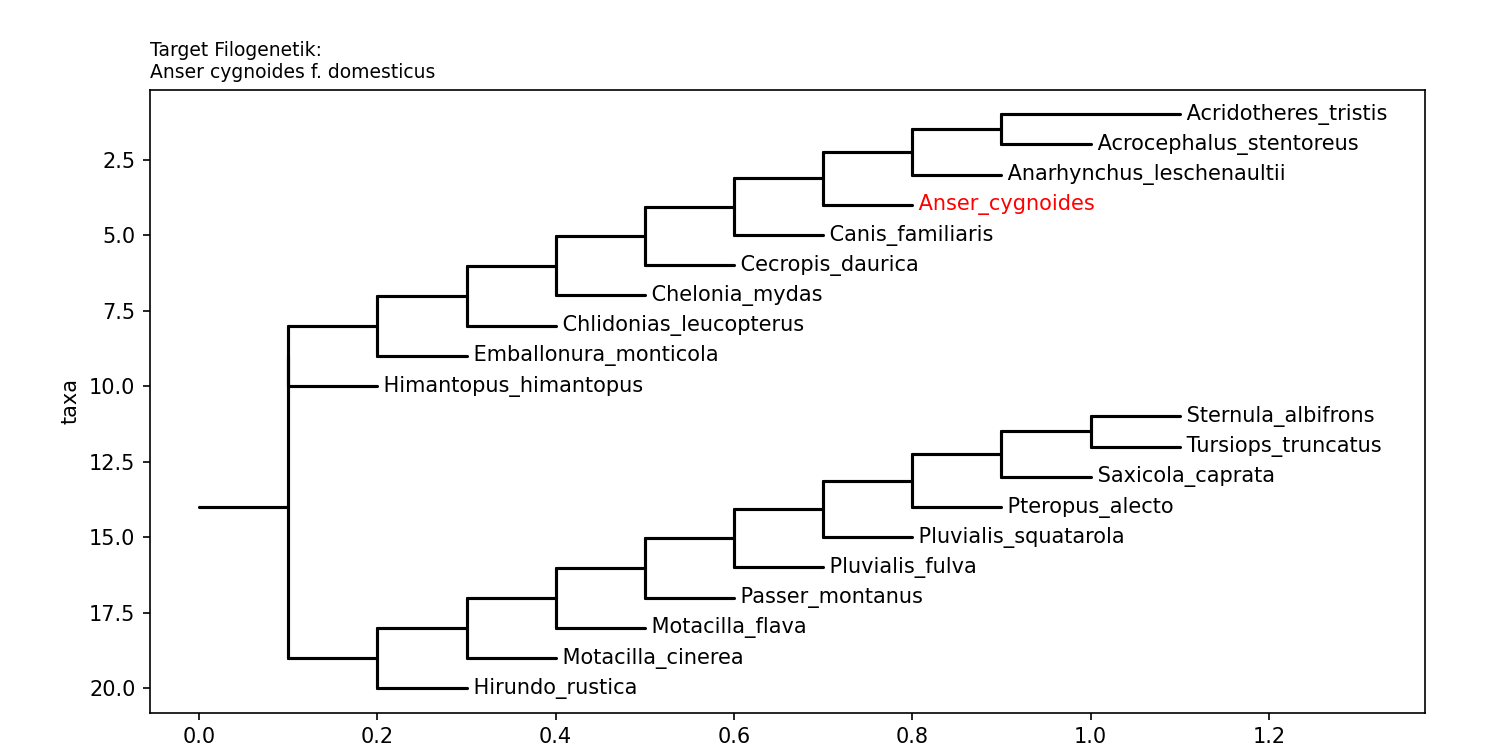 Target Filogenetik:
Anser cygnoides f. domesticus
Acridotheres_tristis
Acrocephalus_stentoreus
2.5
Anarhynchus_leschenaultii
Anser_cygnoides
5.0
Canis_familiaris
Cecropis_daurica
Chelonia_mydas
7.5
Chlidonias_leucopterus
Emballonura_monticola
10.0
Himantopus_himantopus
taxa
Sternula_albifrons
Tursiops_truncatus
12.5
Saxicola_caprata
Pteropus_alecto
15.0
Pluvialis_squatarola
Pluvialis_fulva
Passer_montanus
17.5
Motacilla_flava
Motacilla_cinerea
20.0
Hirundo_rustica
0.0 0.2 0.4 0.6 0.8 1.0 1.2